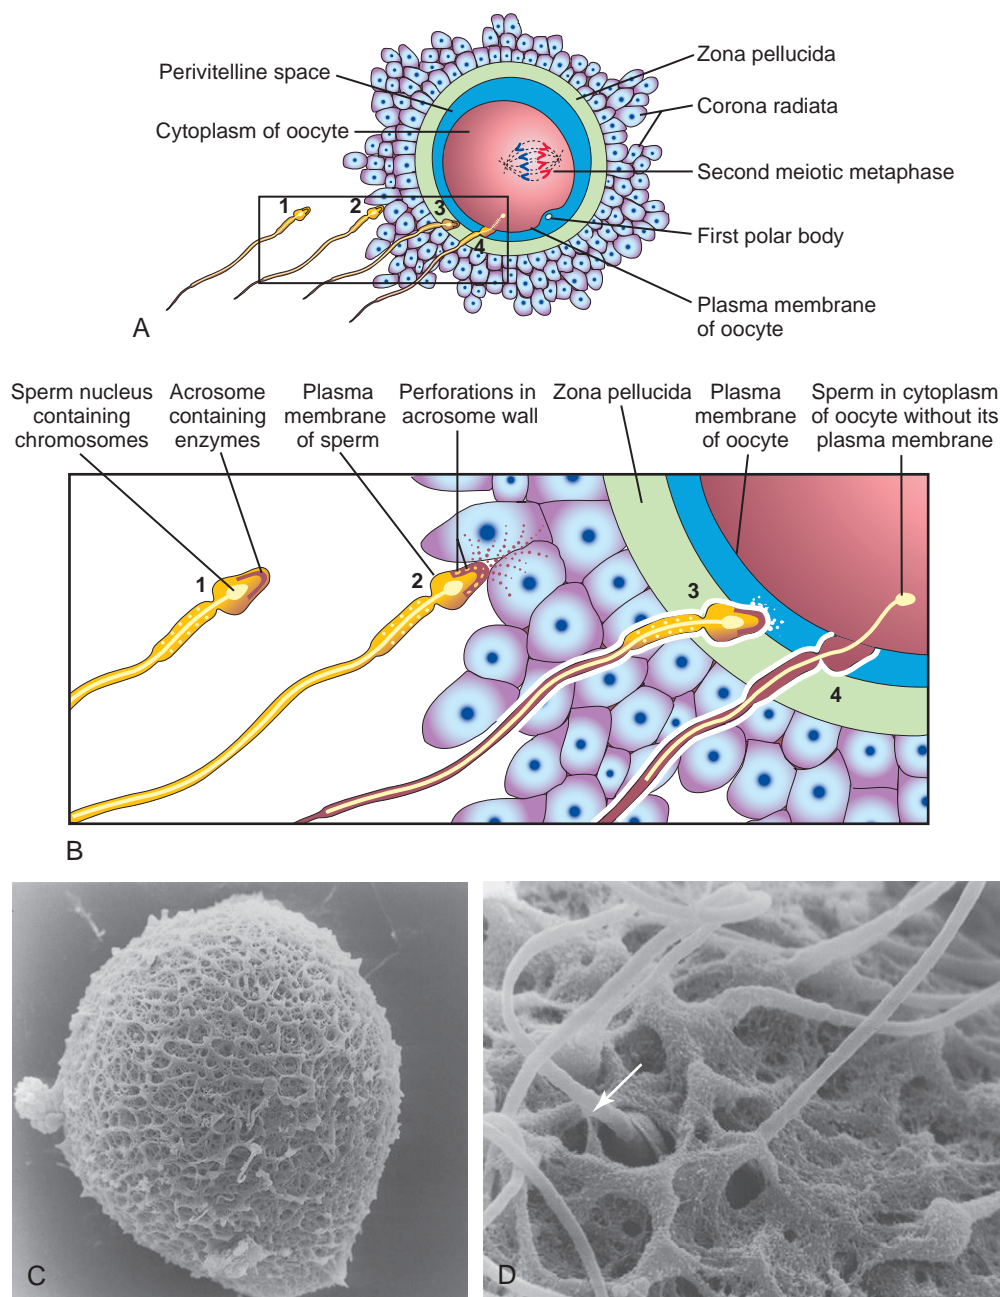 Perivitelline space
Cytoplasm of oocyte
Zona pellucida
Corona radiata
Second meiotic metaphase
First polar body
Plasma membrane
of oocyte
1
2
3
4
A
Sperm nucleus
containing
chromosomes
Acrosome
containing
enzymes
Plasma
membrane
of sperm
Perforations in
acrosome wall
Zona pellucida
Plasma
membrane
of oocyte
Sperm in cytoplasm
of oocyte without its
plasma membrane
1
2
3
4
B
C
D